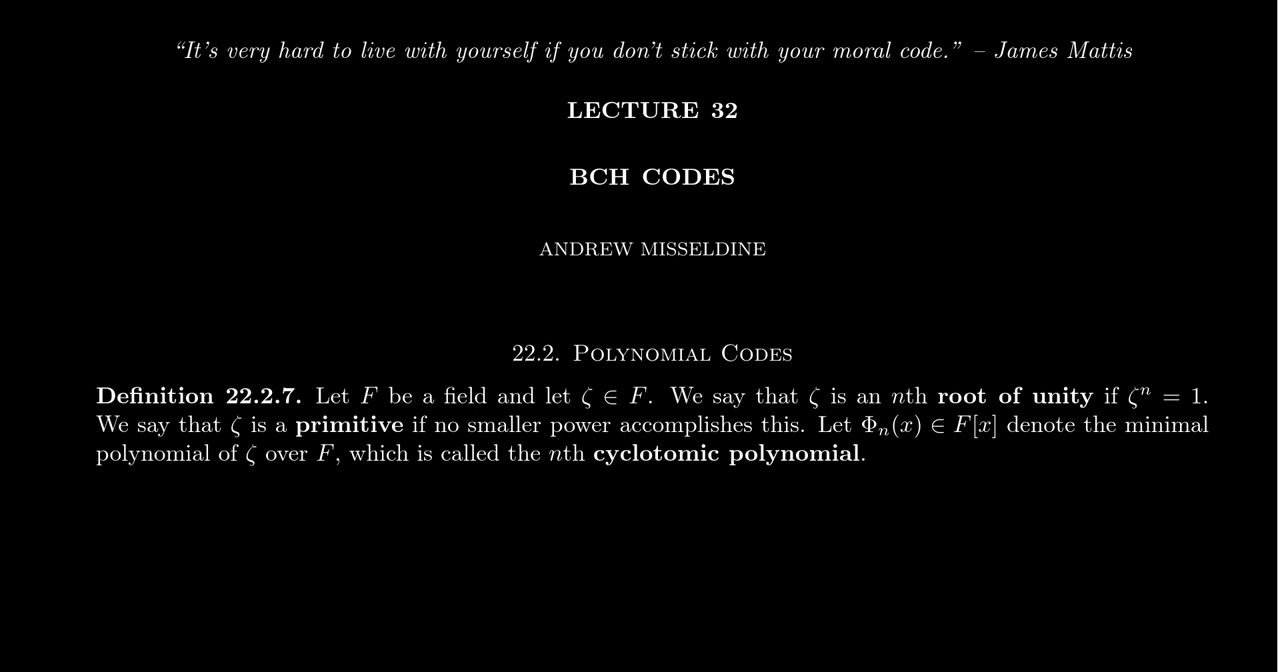 “It’s very hard to live with yourself if you don’t stick with your moral code.” – James Mattis
LECTURE 32
BCH CODES
ANDREW MISSELDINE
22.2. Polynomial Codes
Definition 22.2.7. Let F be a field and let ζ ∈ F. We say that ζ is an nth root of unity if ζⁿ = 1.
We say that ζ is a primitive if no smaller power accomplishes this. Let Φₙ(x) ∈ F[x] denote the minimal
polynomial of ζ over F, which is called the nth cyclotomic polynomial.